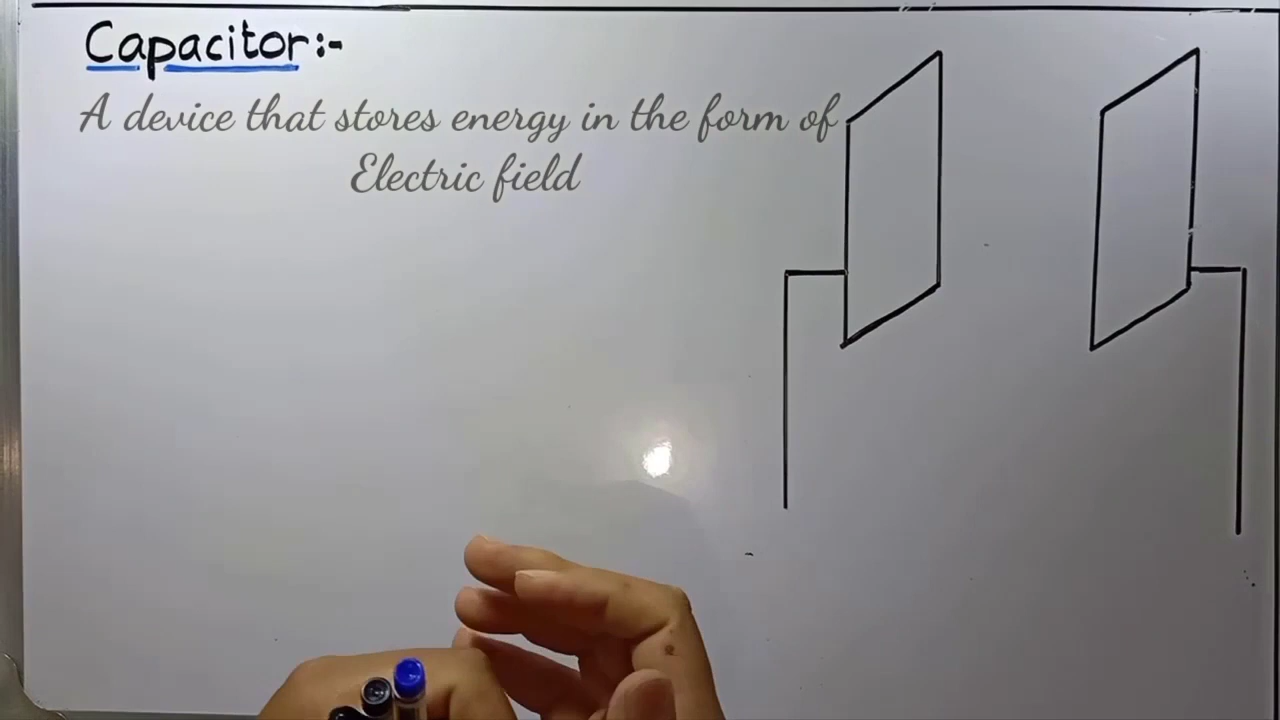 Capacitor:-
A device that stores energy in the form of
Electric field